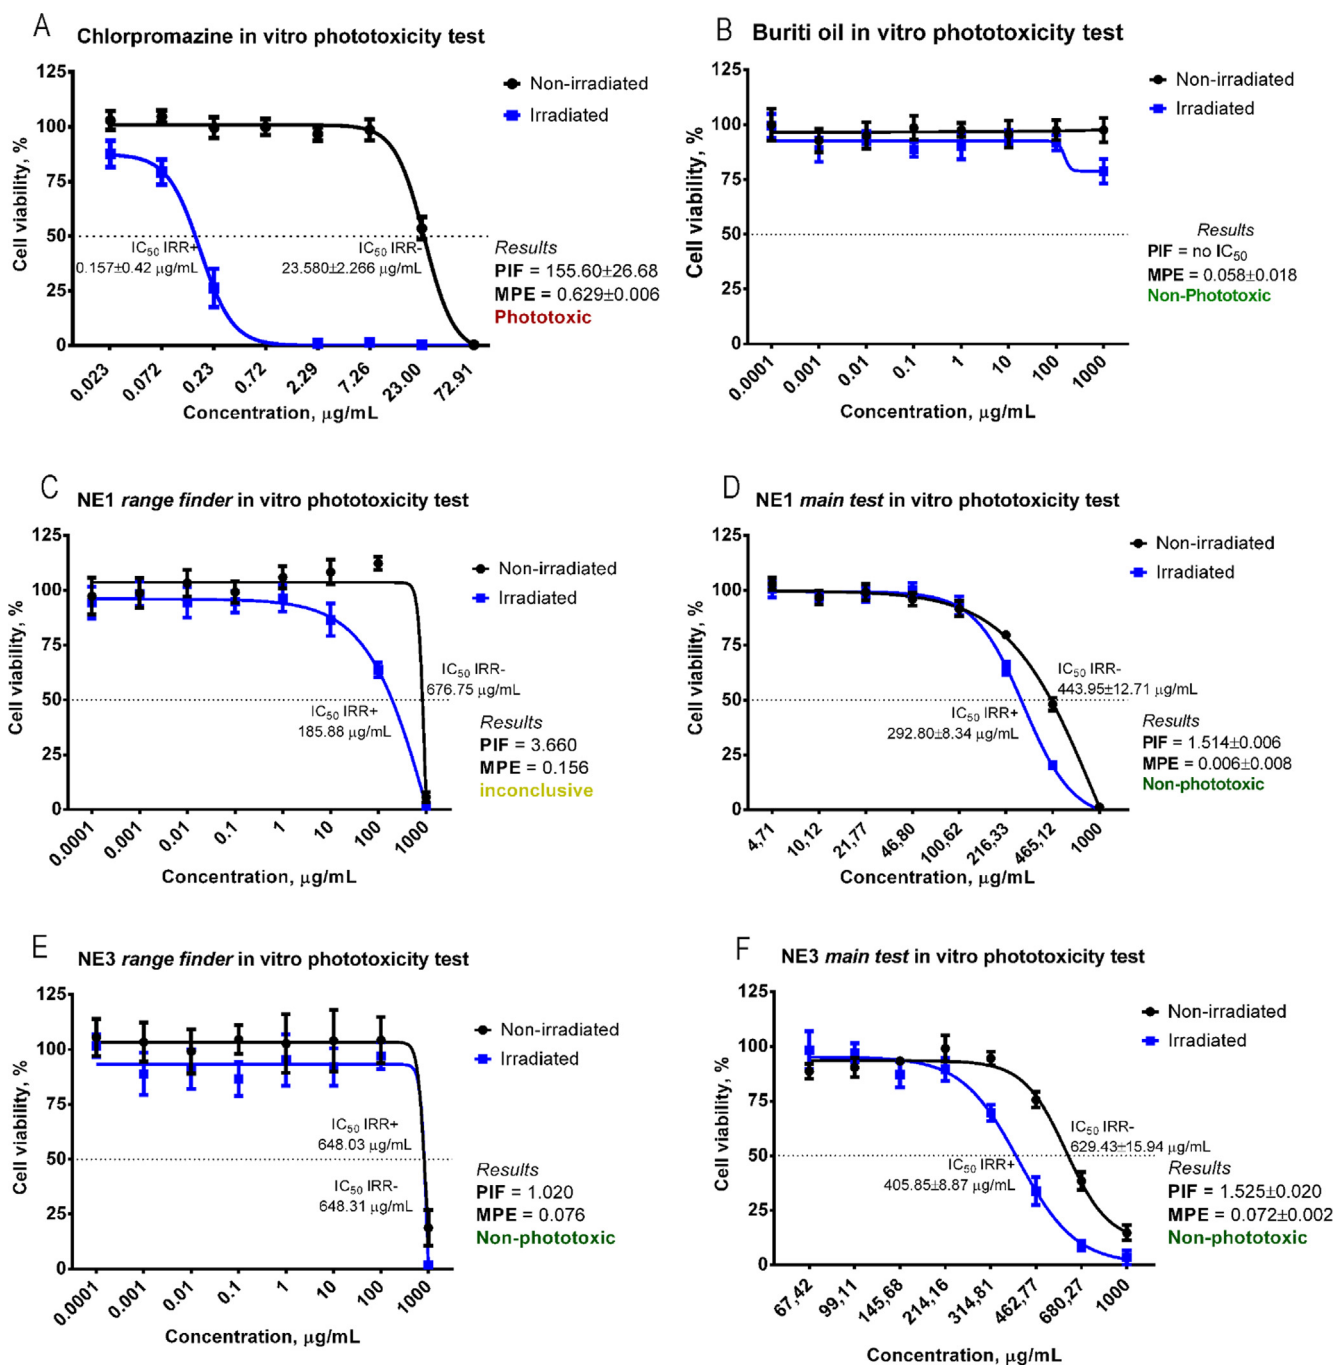 A
Chlorpromazine in vitro phototoxicity test
125
100
75
50
25
0
Cell viability, %
Non-irradiated
Irradiated
IC50 IRR+
0.157±0.42 µg/mL
IC50 IRR-
23.580±2.266 µg/mL
Results
PIF = 155.60±26.68
MPE = 0.629±0.006
Phototoxic
0.023
0.072
0.23
0.72
2.29
7.26
23.00
72.91
Concentration, µg/mL
B
Buriti oil in vitro phototoxicity test
125
100
75
50
25
0
Cell viability, %
Non-irradiated
Irradiated
Results
PIF = no IC50
MPE = 0.058±0.018
Non-Phototoxic
0.0001
0.001
0.01
0.1
1
10
100
1000
Concentration, µg/mL
C
NE1 range finder in vitro phototoxicity test
125
100
75
50
25
0
Cell viability, %
Non-irradiated
Irradiated
IC50 IRR-
676.75 µg/mL
IC50 IRR+
185.88 µg/mL
Results
PIF = 3.660
MPE = 0.156
inconclusive
0.0001
0.001
0.01
0.1
1
10
100
1000
Concentration, µg/mL
D
NE1 main test in vitro phototoxicity test
125
100
75
50
25
0
Cell viability, %
Non-irradiated
Irradiated
IC50 IRR-
443.95±12.71 µg/mL
IC50 IRR+
292.80±8.34 µg/mL
Results
PIF = 1.514±0.006
MPE = 0.006±0.008
Non-phototoxic
4,71
10,12
21,77
46,80
100,62
216,33
465,12
1000
Concentration, µg/mL
E
NE3 range finder in vitro phototoxicity test
125
100
75
50
25
0
Cell viability, %
Non-irradiated
Irradiated
IC50 IRR+
648.03 µg/mL
IC50 IRR-
648.31 µg/mL
Results
PIF = 1.020
MPE = 0.076
Non-phototoxic
0.0001
0.001
0.01
0.1
1
10
100
1000
Concentration, µg/mL
F
NE3 main test in vitro phototoxicity test
125
100
75
50
25
0
Cell viability, %
Non-irradiated
Irradiated
IC50 IRR-
629.43±15.94 µg/mL
IC50 IRR+
405.85±8.87 µg/mL
Results
PIF = 1.525±0.020
MPE = 0.072±0.002
Non-phototoxic
67,42
99,11
145,68
214,16
314,81
462,77
680,27
1000
Concentration, µg/mL